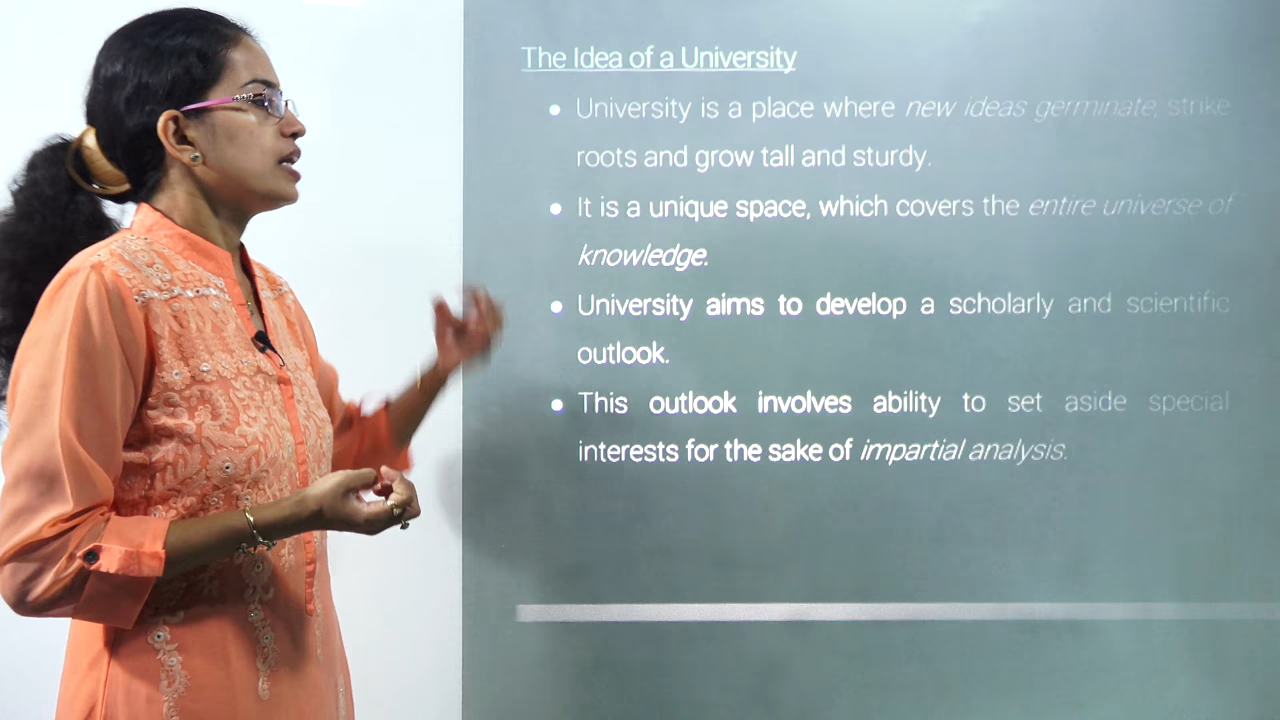 The Idea of a University
• University is a place where new ideas germinate, strike
roots and grow tall and sturdy.
• It is a unique space, which covers the entire universe of
knowledge.
• University aims to develop a scholarly and scientific
outlook.
• This outlook involves ability to set aside special
interests for the sake of impartial analysis.